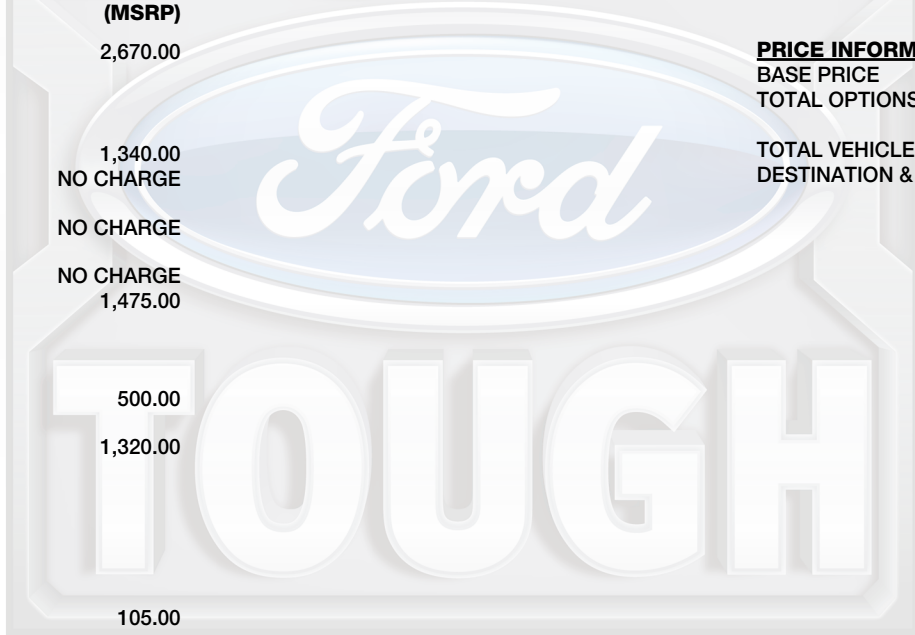 (MSRP)
2,670.00
1,340.00
NO CHARGE
NO CHARGE
NO CHARGE
1,475.00
500.00
1,320.00
105.00
PRICE INFORM
BASE PRICE
TOTAL OPTIONS
TOTAL VEHICLE
DESTINATION &
Ford
TOUGH